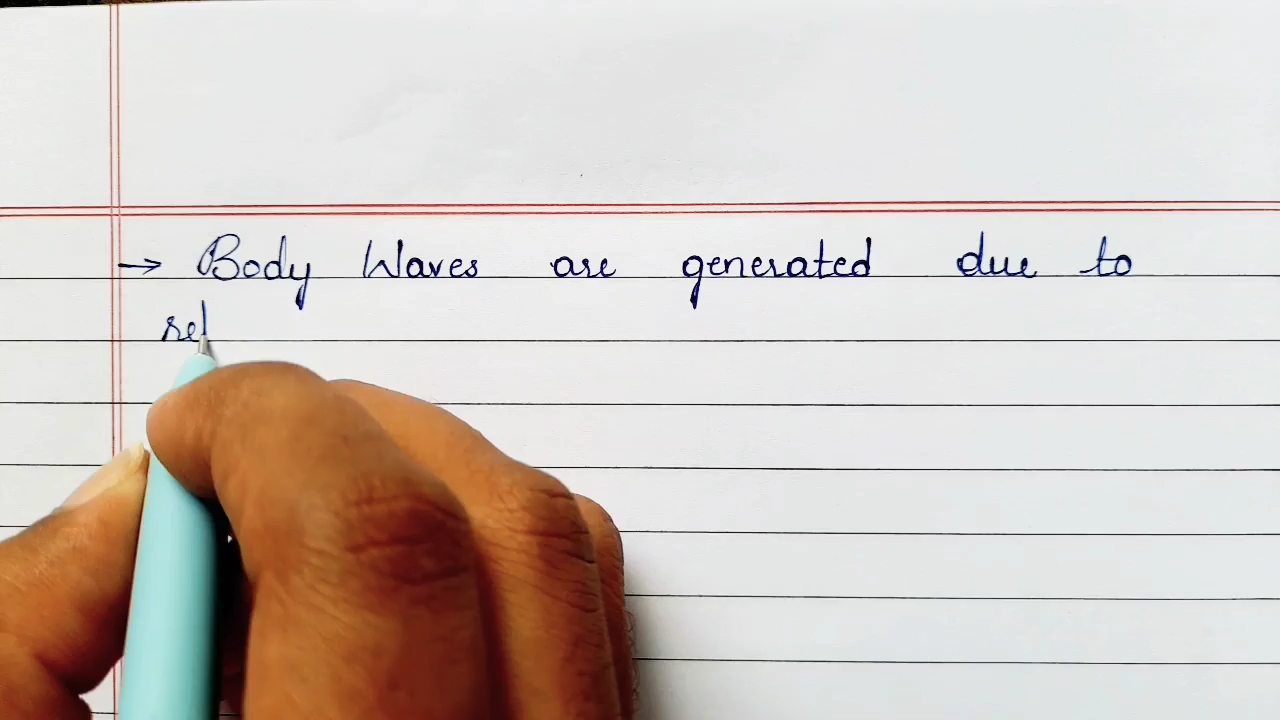 → Body Waves are generated due to
rel